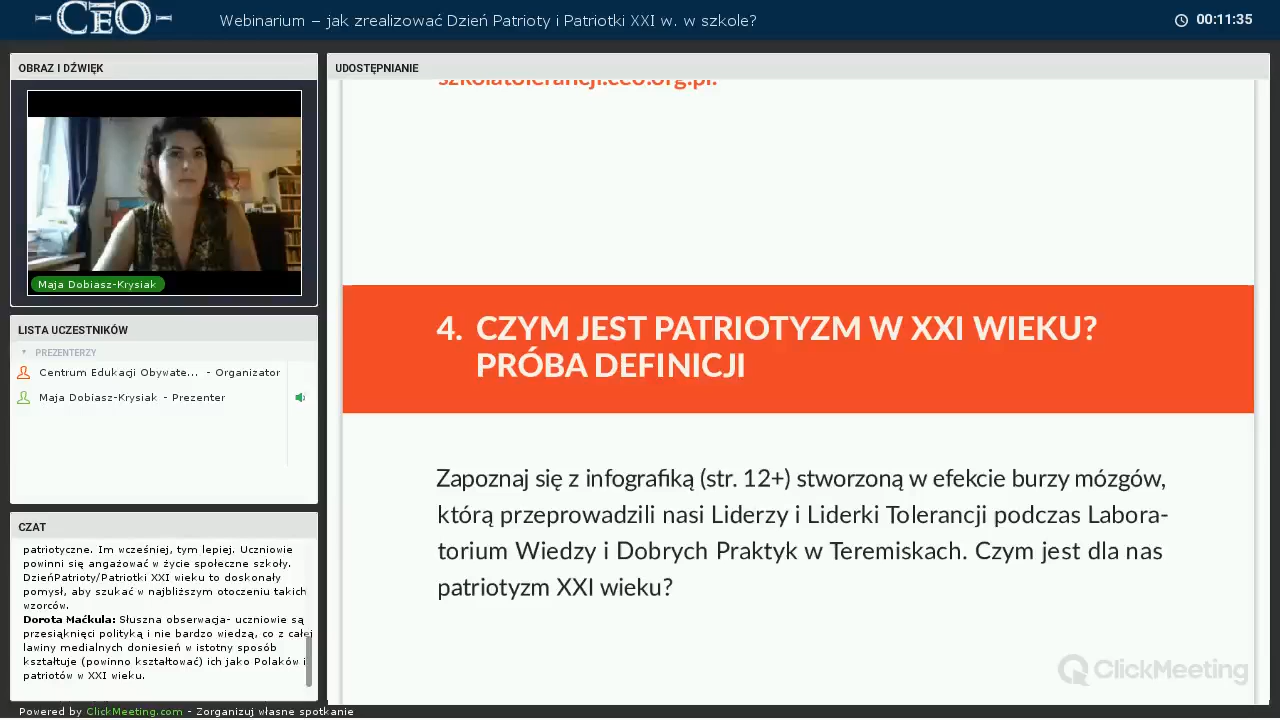 CEO
Webinarium – jak zrealizować Dzień Patrioty i Patriotki XXI w. w szkole?
00:11:35
OBRAZ I DŹWIĘK
Maja Dobiasz-Krysiak
LISTA UCZESTNIKÓW
PREZENTERZY
Centrum Edukacji Obywate... - Organizator
Maja Dobiasz-Krysiak - Prezenter
CZAT
patriotyczne. Im wcześniej, tym lepiej. Uczniowie
powinni się angażować w życie społeczne szkoły.
DzieńPatrioty/Patriotki XXI wieku to doskonały
pomysł, aby szukać w najbliższym otoczeniu takich
wzorców.
Dorota Maćkula: Słuszna obserwacja- uczniowie są
przesiąknięci polityką i nie bardzo wiedzą, co z całej
lawiny medialnych doniesień w istotny sposób
kształtuje (powinno kształtować) ich jako Polaków i
patriotów w XXI wieku.
Powered by ClickMeeting.com - Zorganizuj własne spotkanie
UDOSTĘPNIANIE
szkolatolerancji.ceo.org.pl.
4. CZYM JEST PATRIOTYZM W XXI WIEKU?
PRÓBA DEFINICJI
Zapoznaj się z infografiką (str. 12+) stworzoną w efekcie burzy mózgów,
którą przeprowadzili nasi Liderzy i Liderki Tolerancji podczas Labora-
torium Wiedzy i Dobrych Praktyk w Teremiskach. Czym jest dla nas
patriotyzm XXI wieku?
ClickMeeting